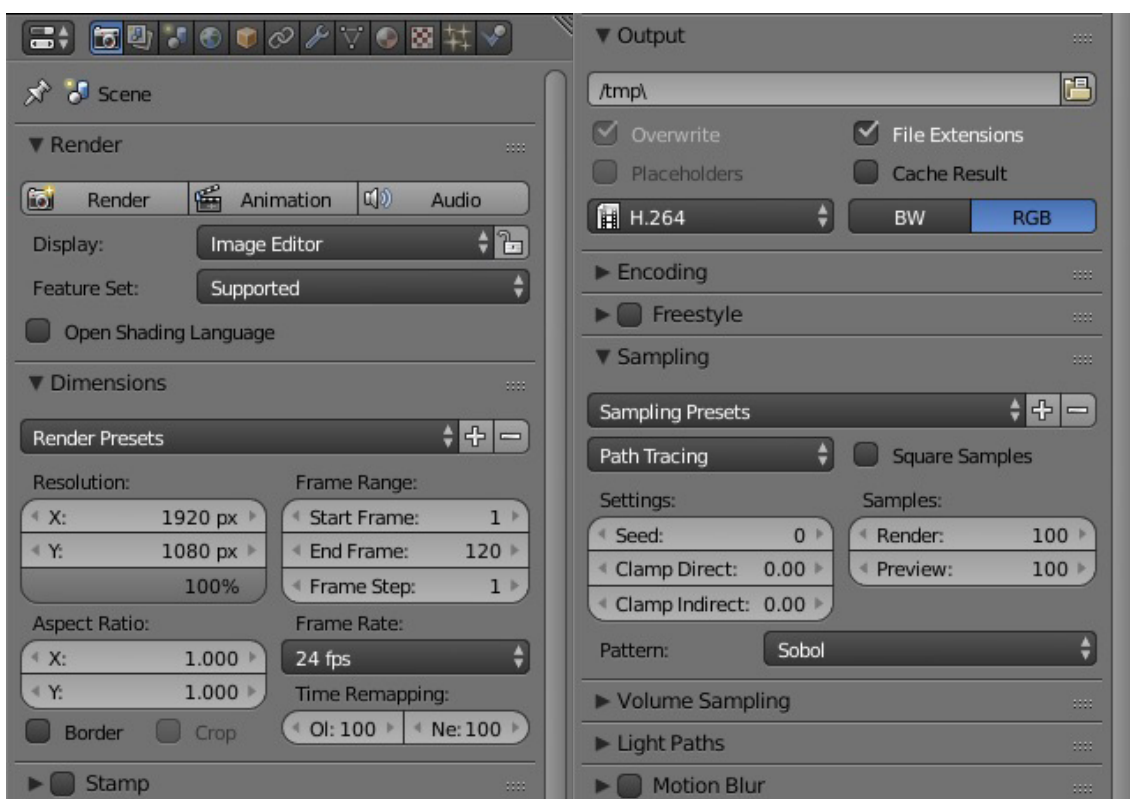 Scene
Render
Render Animation Audio
Display: Image Editor
Feature Set: Supported
Open Shading Language
Dimensions
Render Presets
Resolution: Frame Range:
X: 1920 px Start Frame: 1
Y: 1080 px End Frame: 120
100% Frame Step: 1
Aspect Ratio: Frame Rate:
X: 1.000 24 fps
Y: 1.000 Time Remapping:
Border Crop Ol: 100 Ne: 100
Stamp
Output
/tmp\
Overwrite File Extensions
Placeholders Cache Result
H.264 BW RGB
Encoding
Freestyle
Sampling
Sampling Presets
Path Tracing Square Samples
Settings: Samples:
Seed: 0 Render: 100
Clamp Direct: 0.00 Preview: 100
Clamp Indirect: 0.00
Pattern: Sobol
Volume Sampling
Light Paths
Motion Blur